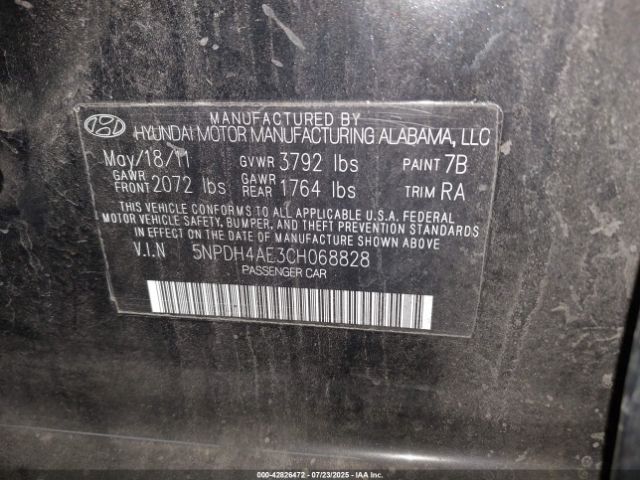 MANUFACTURED BY
HYUNDAI MOTOR MANUFACTURING ALABAMA, LLC
May/18/11 GVWR 3792 lbs PAINT 7B
GAWR FRONT 2072 lbs GAWR REAR 1764 lbs TRIM RA
THIS VEHICLE CONFORMS TO ALL APPLICABLE U.S.A. FEDERAL
MOTOR VEHICLE SAFETY, BUMPER, AND THEFT PREVENTION STANDARDS
IN EFFECT ON THE DATE OF MANUFACTURE SHOWN ABOVE.
V.I.N 5NPDH4AE3CH068828
PASSENGER CAR
000-42826472 - 07/23/2025 - IAAI.COM